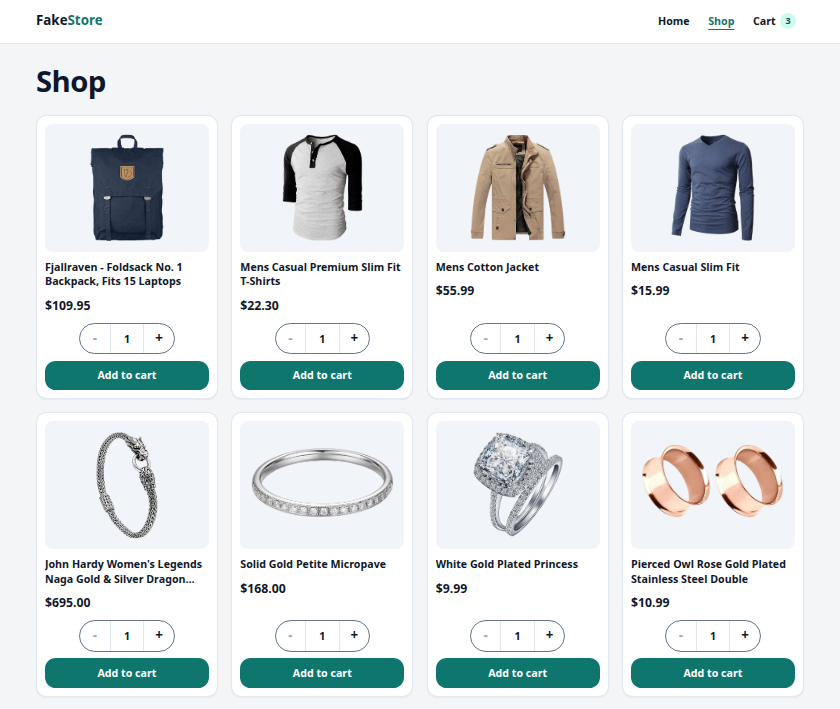 FakeStore
Home Shop Cart 3
Shop
Fjallraven - Foldsack No. 1
Backpack, Fits 15 Laptops
$109.95
- 1 +
Add to cart
Mens Casual Premium Slim Fit
T-Shirts
$22.30
- 1 +
Add to cart
Mens Cotton Jacket
$55.99
- 1 +
Add to cart
Mens Casual Slim Fit
$15.99
- 1 +
Add to cart
John Hardy Women's Legends
Naga Gold & Silver Dragon...
$695.00
- 1 +
Add to cart
Solid Gold Petite Micropave
$168.00
- 1 +
Add to cart
White Gold Plated Princess
$9.99
- 1 +
Add to cart
Pierced Owl Rose Gold Plated
Stainless Steel Double
$10.99
- 1 +
Add to cart